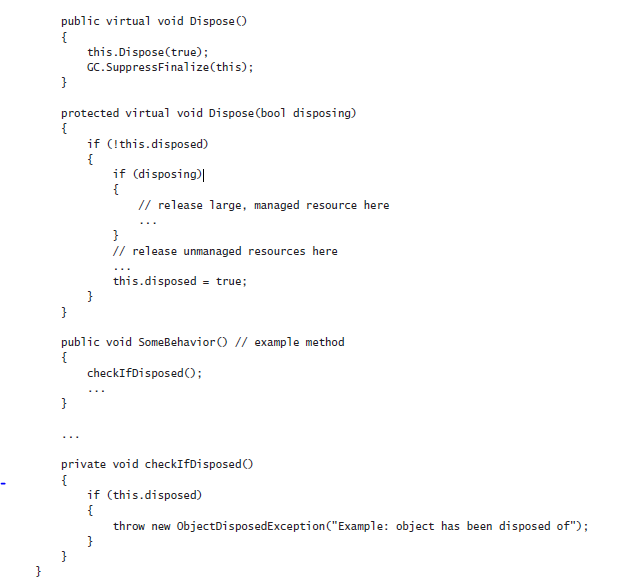 public virtual void Dispose()
{
this.Dispose(true);
GC.SuppressFinalize(this);
}
protected virtual void Dispose(bool disposing)
{
if (!this.disposed)
{
if (disposing)
{
// release large, managed resource here
...
}
// release unmanaged resources here
...
this.disposed = true;
}
}
public void SomeBehavior() // example method
{
checkIfDisposed();
...
}
...
private void checkIfDisposed()
{
if (this.disposed)
{
throw new ObjectDisposedException("Example: object has been disposed of");
}
}
}